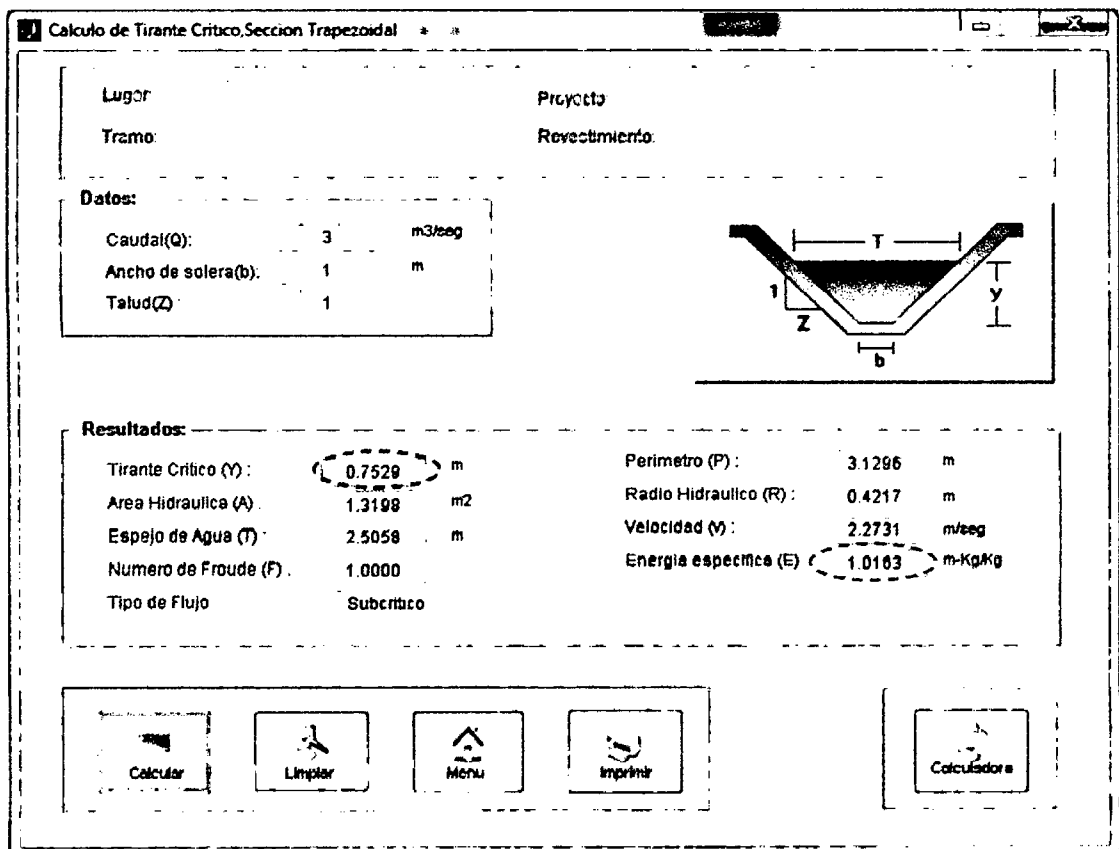 Calculo de Tirante Critico,Seccion Trapezoidal
Lugar
Proyecto
Tramo:
Revestimiento:
Datos:
Caudal(Q): 3 m3/seg
Ancho de solera(b): 1 m
Talud(Z) 1
T
1
Z
y
b
Resultados:
Tirante Critico (Y) : 0.7529 m
Area Hidraulica (A) . 1.3198 m2
Espejo de Agua (T) 2.5058 m
Numero de Froude (F) . 1.0000
Tipo de Flujo Subcritico
Perimetro (P) : 3.1296 m
Radio Hidraulico (R) : 0.4217 m
Velocidad (v) : 2.2731 m/seg
Energia especifica (E) 1.0163 m-Kg/Kg
Calcular
Limpiar
Menu
Imprimir
Calculadora